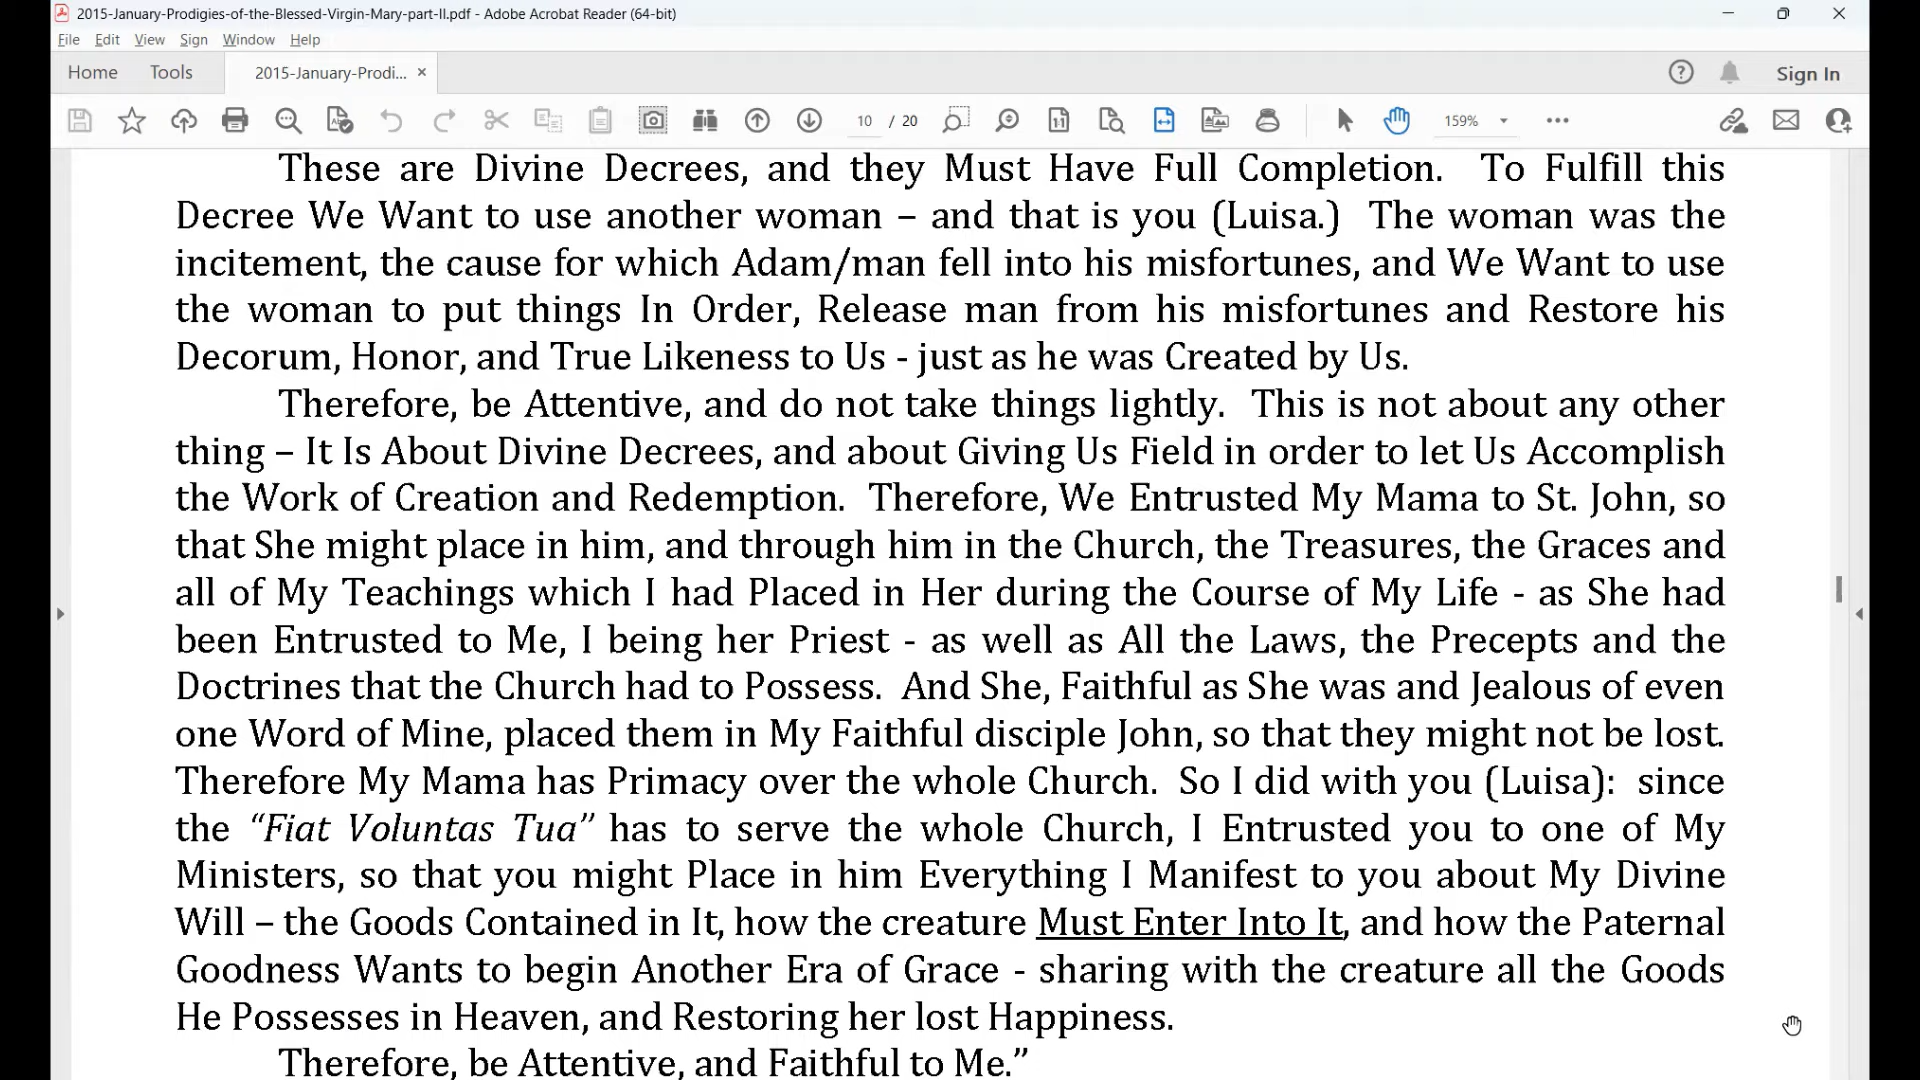 2015-January-Prodigies-of-the-Blessed-Virgin-Mary-part-II.pdf - Adobe Acrobat Reader (64-bit)
File Edit View Sign Window Help
Home Tools 2015-January-Prodi... × Sign In
10 / 20 159%
These are Divine Decrees, and they Must Have Full Completion. To Fulfill this
Decree We Want to use another woman – and that is you (Luisa.) The woman was the
incitement, the cause for which Adam/man fell into his misfortunes, and We Want to use
the woman to put things In Order, Release man from his misfortunes and Restore his
Decorum, Honor, and True Likeness to Us - just as he was Created by Us.
Therefore, be Attentive, and do not take things lightly. This is not about any other
thing – It Is About Divine Decrees, and about Giving Us Field in order to let Us Accomplish
the Work of Creation and Redemption. Therefore, We Entrusted My Mama to St. John, so
that She might place in him, and through him in the Church, the Treasures, the Graces and
all of My Teachings which I had Placed in Her during the Course of My Life - as She had
been Entrusted to Me, I being her Priest - as well as All the Laws, the Precepts and the
Doctrines that the Church had to Possess. And She, Faithful as She was and Jealous of even
one Word of Mine, placed them in My Faithful disciple John, so that they might not be lost.
Therefore My Mama has Primacy over the whole Church. So I did with you (Luisa): since
the “Fiat Voluntas Tua” has to serve the whole Church, I Entrusted you to one of My
Ministers, so that you might Place in him Everything I Manifest to you about My Divine
Will – the Goods Contained in It, how the creature Must Enter Into It, and how the Paternal
Goodness Wants to begin Another Era of Grace - sharing with the creature all the Goods
He Possesses in Heaven, and Restoring her lost Happiness.
Therefore, be Attentive, and Faithful to Me.”